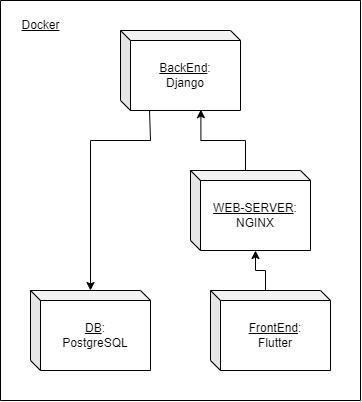 Docker
BackEnd:
Django
WEB-SERVER:
NGINX
DB:
PostgreSQL
FrontEnd:
Flutter